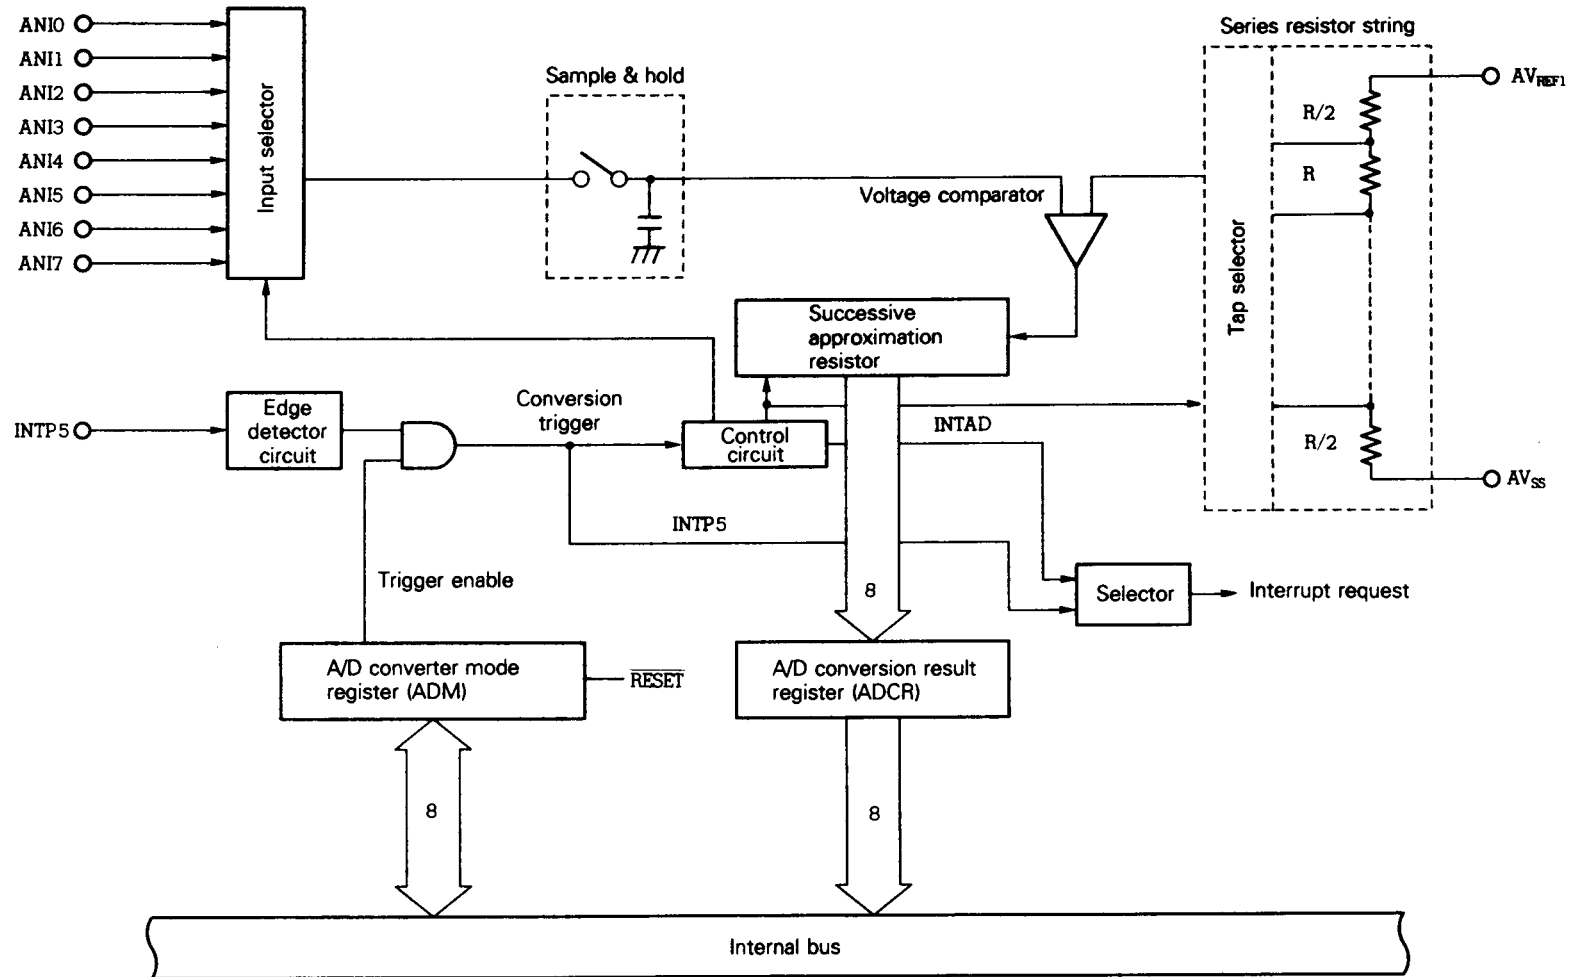 ANI0
ANI1
ANI2
ANI3
ANI4
ANI5
ANI6
ANI7
Input selector
Sample & hold
Voltage comparator
Series resistor string
Tap selector
R/2
R
R/2
AVREF1
AVSS
Successive
approximation
resistor
INTP5
Edge
detector
circuit
Conversion
trigger
Control
circuit
INTAD
INTP5
Trigger enable
8
Selector
Interrupt request
A/D converter mode
register (ADM)
RESET
A/D conversion result
register (ADCR)
8
8
Internal bus